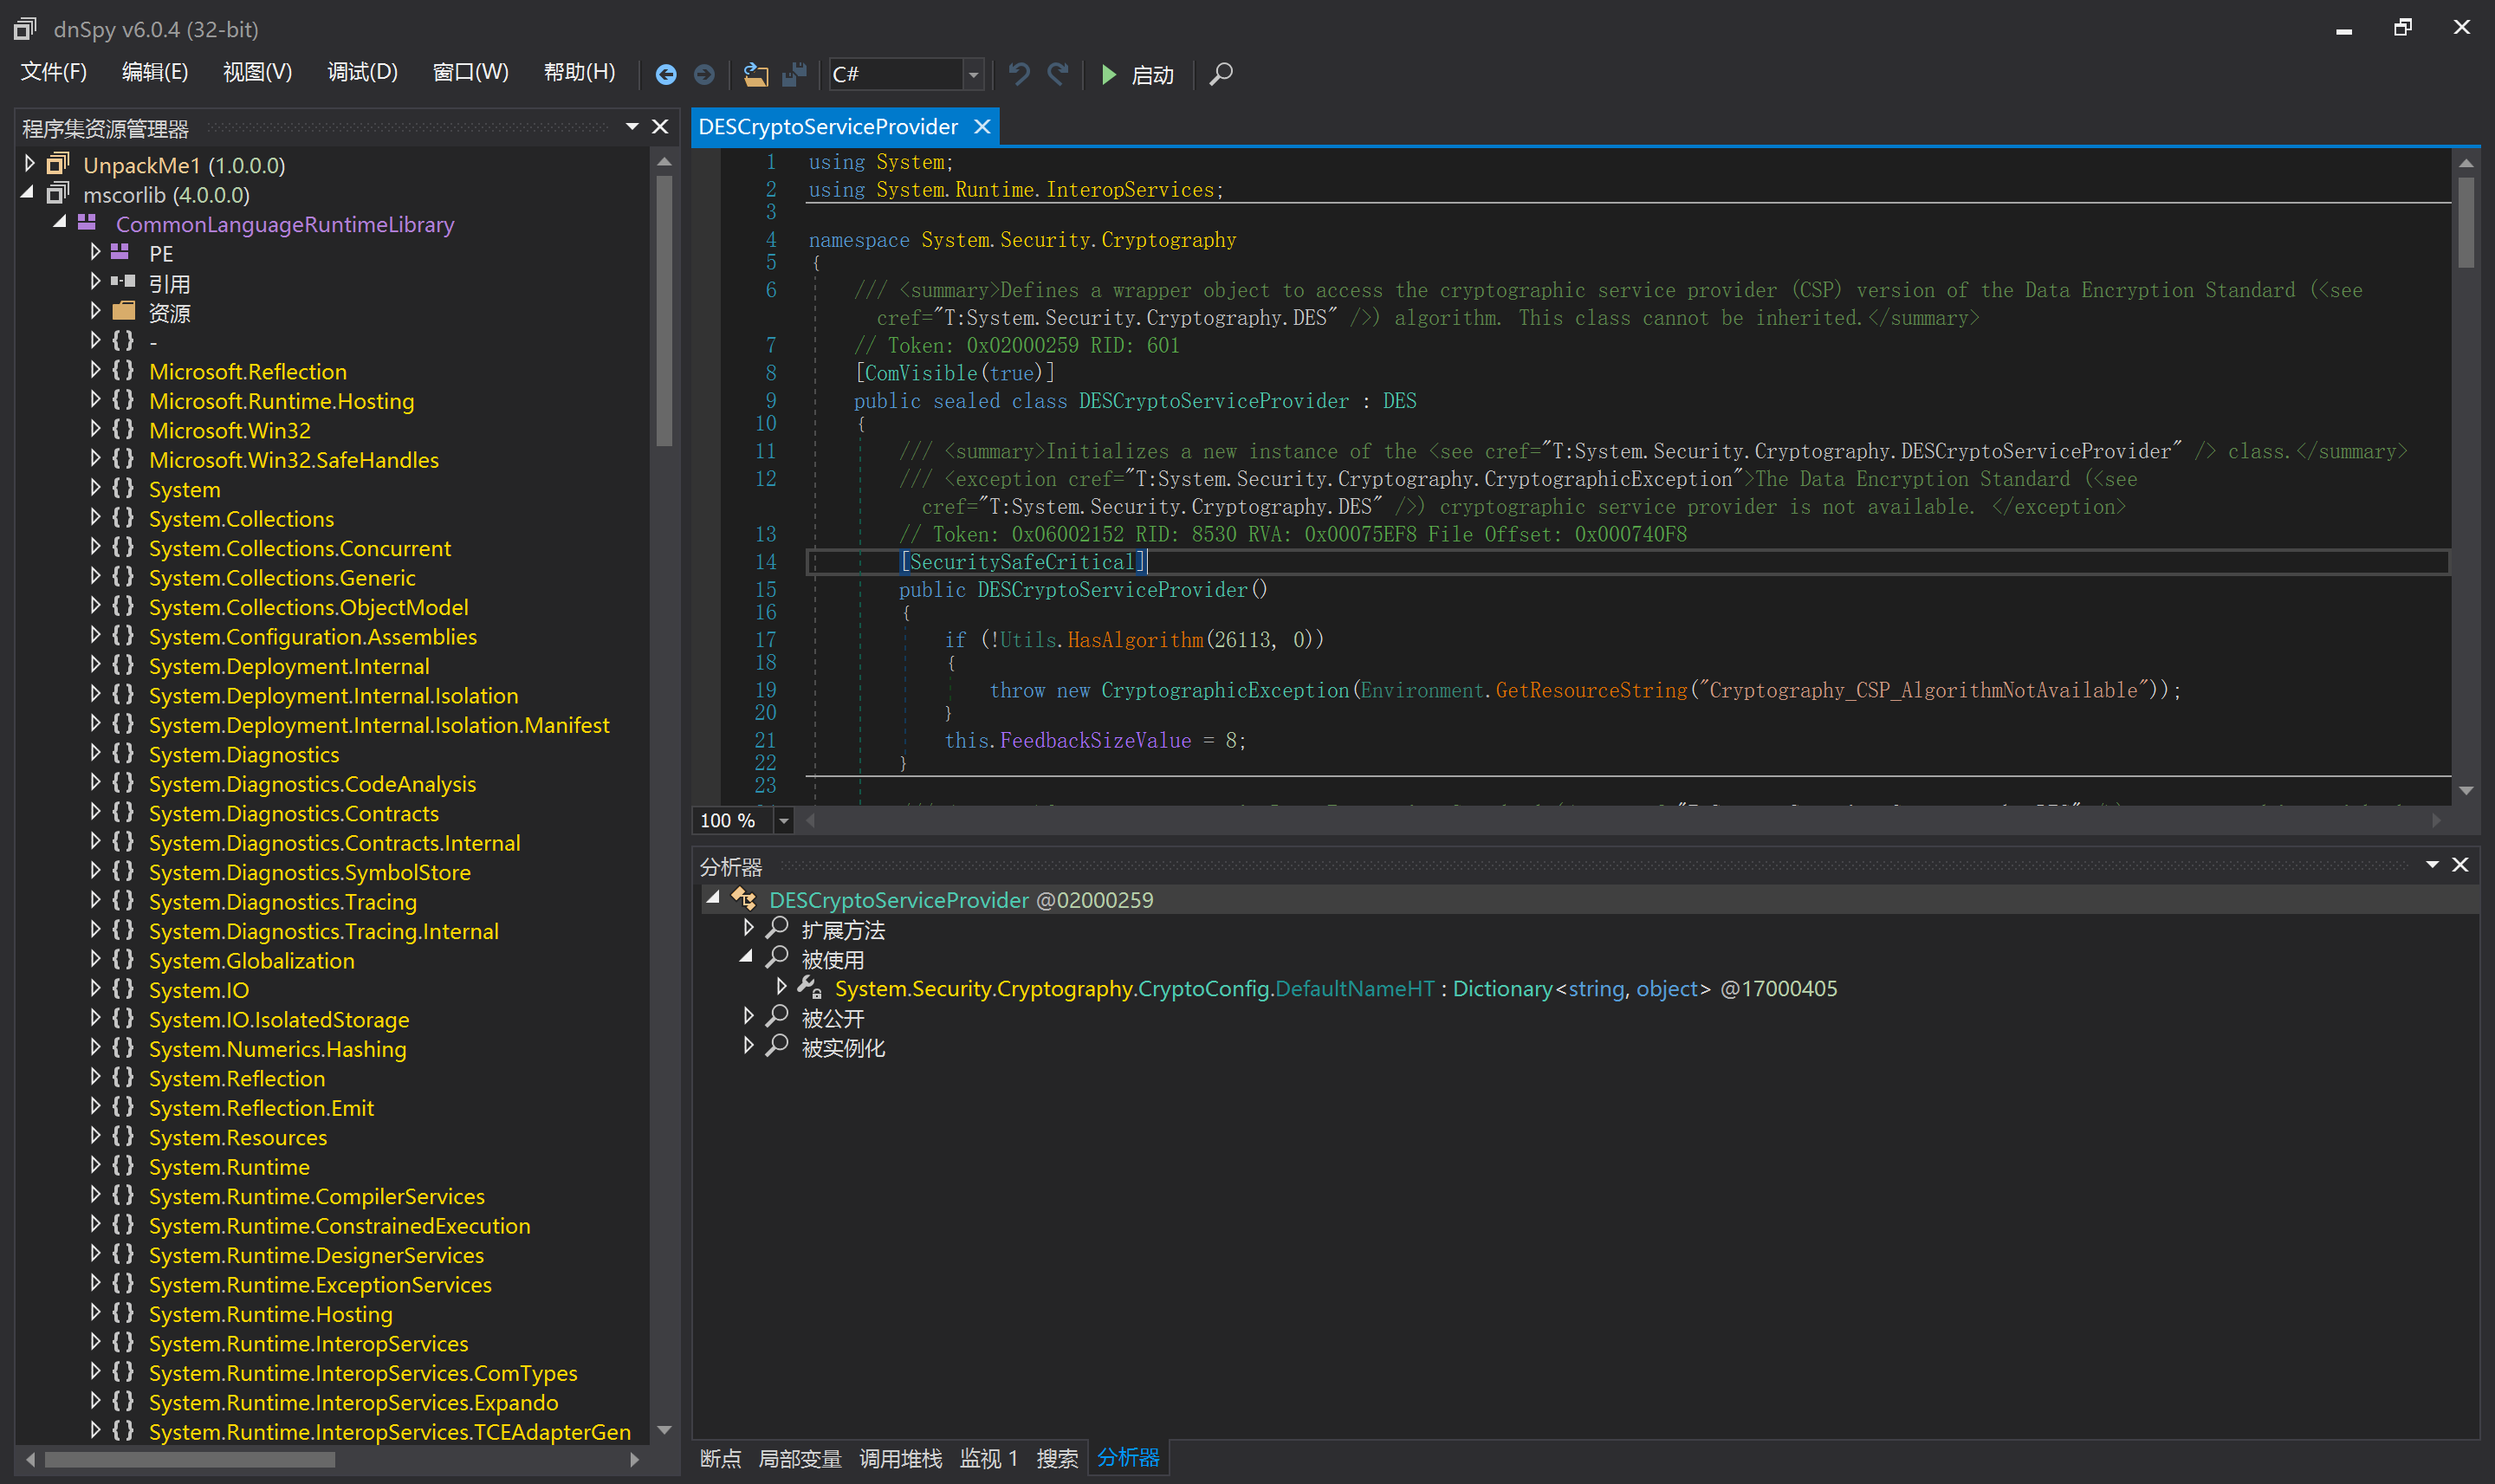 dnSpy v6.0.4 (32-bit)
文件(F) 编辑(E) 视图(V) 调试(D) 窗口(W) 帮助(H) C# 启动
程序集资源管理器
UnpackMe1 (1.0.0.0)
mscorlib (4.0.0.0)
CommonLanguageRuntimeLibrary
PE
引用
资源
{ } -
{ } Microsoft.Reflection
{ } Microsoft.Runtime.Hosting
{ } Microsoft.Win32
{ } Microsoft.Win32.SafeHandles
{ } System
{ } System.Collections
{ } System.Collections.Concurrent
{ } System.Collections.Generic
{ } System.Collections.ObjectModel
{ } System.Configuration.Assemblies
{ } System.Deployment.Internal
{ } System.Deployment.Internal.Isolation
{ } System.Deployment.Internal.Isolation.Manifest
{ } System.Diagnostics
{ } System.Diagnostics.CodeAnalysis
{ } System.Diagnostics.Contracts
{ } System.Diagnostics.Contracts.Internal
{ } System.Diagnostics.SymbolStore
{ } System.Diagnostics.Tracing
{ } System.Diagnostics.Tracing.Internal
{ } System.Globalization
{ } System.IO
{ } System.IO.IsolatedStorage
{ } System.Numerics.Hashing
{ } System.Reflection
{ } System.Reflection.Emit
{ } System.Resources
{ } System.Runtime
{ } System.Runtime.CompilerServices
{ } System.Runtime.ConstrainedExecution
{ } System.Runtime.DesignerServices
{ } System.Runtime.ExceptionServices
{ } System.Runtime.Hosting
{ } System.Runtime.InteropServices
{ } System.Runtime.InteropServices.ComTypes
{ } System.Runtime.InteropServices.Expando
{ } System.Runtime.InteropServices.TCEAdapterGen
DESCryptoServiceProvider
1 using System;
2 using System.Runtime.InteropServices;
3
4 namespace System.Security.Cryptography
5 {
6 /// <summary>Defines a wrapper object to access the cryptographic service provider (CSP) version of the Data Encryption Standard (<see
cref="T:System.Security.Cryptography.DES" />) algorithm. This class cannot be inherited.</summary>
7 // Token: 0x02000259 RID: 601
8 [ComVisible(true)]
9 public sealed class DESCryptoServiceProvider : DES
10 {
11 /// <summary>Initializes a new instance of the <see cref="T:System.Security.Cryptography.DESCryptoServiceProvider" /> class.</summary>
12 /// <exception cref="T:System.Security.Cryptography.CryptographicException">The Data Encryption Standard (<see
cref="T:System.Security.Cryptography.DES" />) cryptographic service provider is not available. </exception>
13 // Token: 0x06002152 RID: 8530 RVA: 0x00075EF8 File Offset: 0x000740F8
14 [SecuritySafeCritical]
15 public DESCryptoServiceProvider()
16 {
17 if (!Utils.HasAlgorithm(26113, 0))
18 {
19 throw new CryptographicException(Environment.GetResourceString("Cryptography_CSP_AlgorithmNotAvailable"));
20 }
21 this.FeedbackSizeValue = 8;
22 }
23
100 %
分析器
DESCryptoServiceProvider @02000259
扩展方法
被使用
System.Security.Cryptography.CryptoConfig.DefaultNameHT : Dictionary<string, object> @17000405
被公开
被实例化
断点 局部变量 调用堆栈 监视 1 搜索 分析器